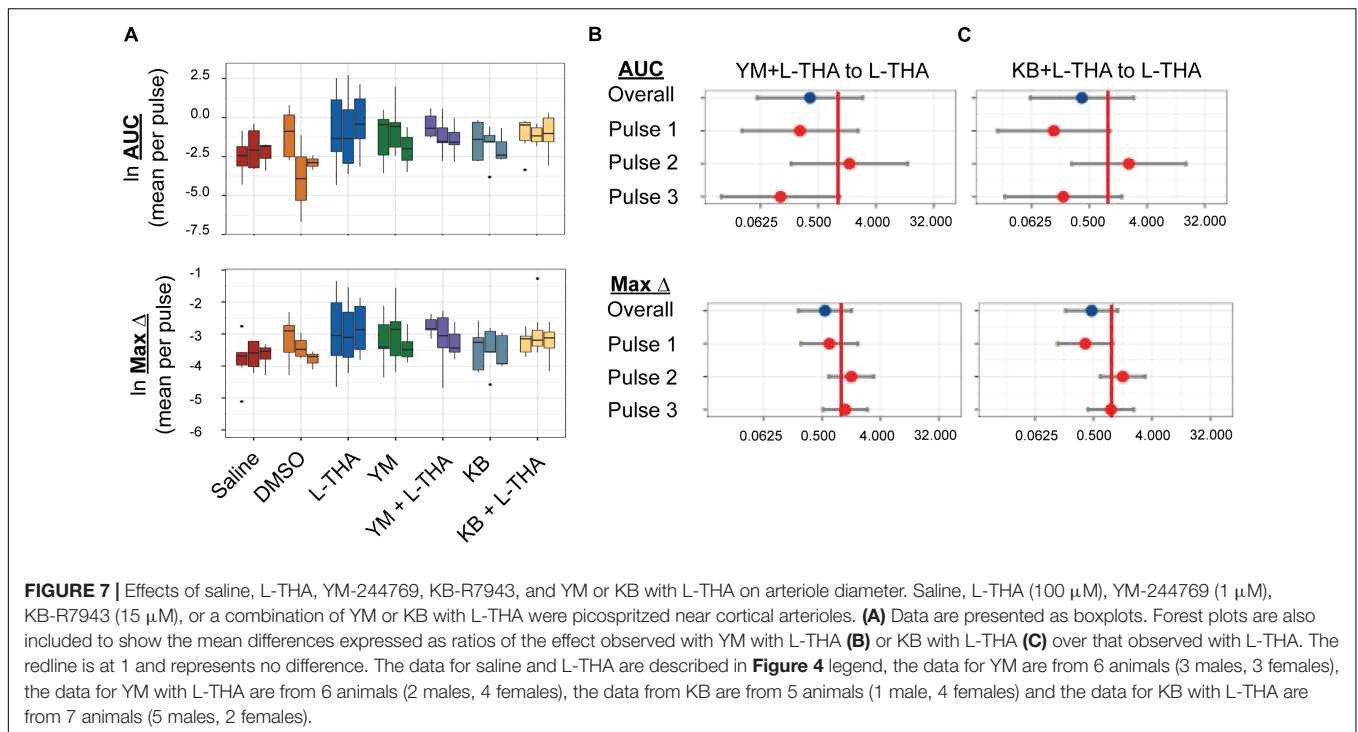 A
B
C
AUC
YM+L-THA to L-THA
KB+L-THA to L-THA
ln AUC
(mean per pulse)
2.5
0.0
-2.5
-5.0
-7.5
Overall
Pulse 1
Pulse 2
Pulse 3
0.0625
0.500
4.000
32.000
0.0625
0.500
4.000
32.000
ln Max Δ
(mean per pulse)
-1
-2
-3
-4
-5
-6
Saline
DMSO
L-THA
YM
YM + L-THA
KB
KB + L-THA
Max Δ
Overall
Pulse 1
Pulse 2
Pulse 3
0.0625
0.500
4.000
32.000
0.0625
0.500
4.000
32.000
FIGURE 7 | Effects of saline, L-THA, YM-244769, KB-R7943, and YM or KB with L-THA on arteriole diameter. Saline, L-THA (100 μM), YM-244769 (1 μM),
KB-R7943 (15 μM), or a combination of YM or KB with L-THA were picospritzed near cortical arterioles. (A) Data are presented as boxplots. Forest plots are also
included to show the mean differences expressed as ratios of the effect observed with YM with L-THA (B) or KB with L-THA (C) over that observed with L-THA. The
redline is at 1 and represents no difference. The data for saline and L-THA are described in Figure 4 legend, the data for YM are from 6 animals (3 males, 3 females),
the data for YM with L-THA are from 6 animals (2 males, 4 females), the data from KB are from 5 animals (1 male, 4 females) and the data for KB with L-THA are
from 7 animals (5 males, 2 females).